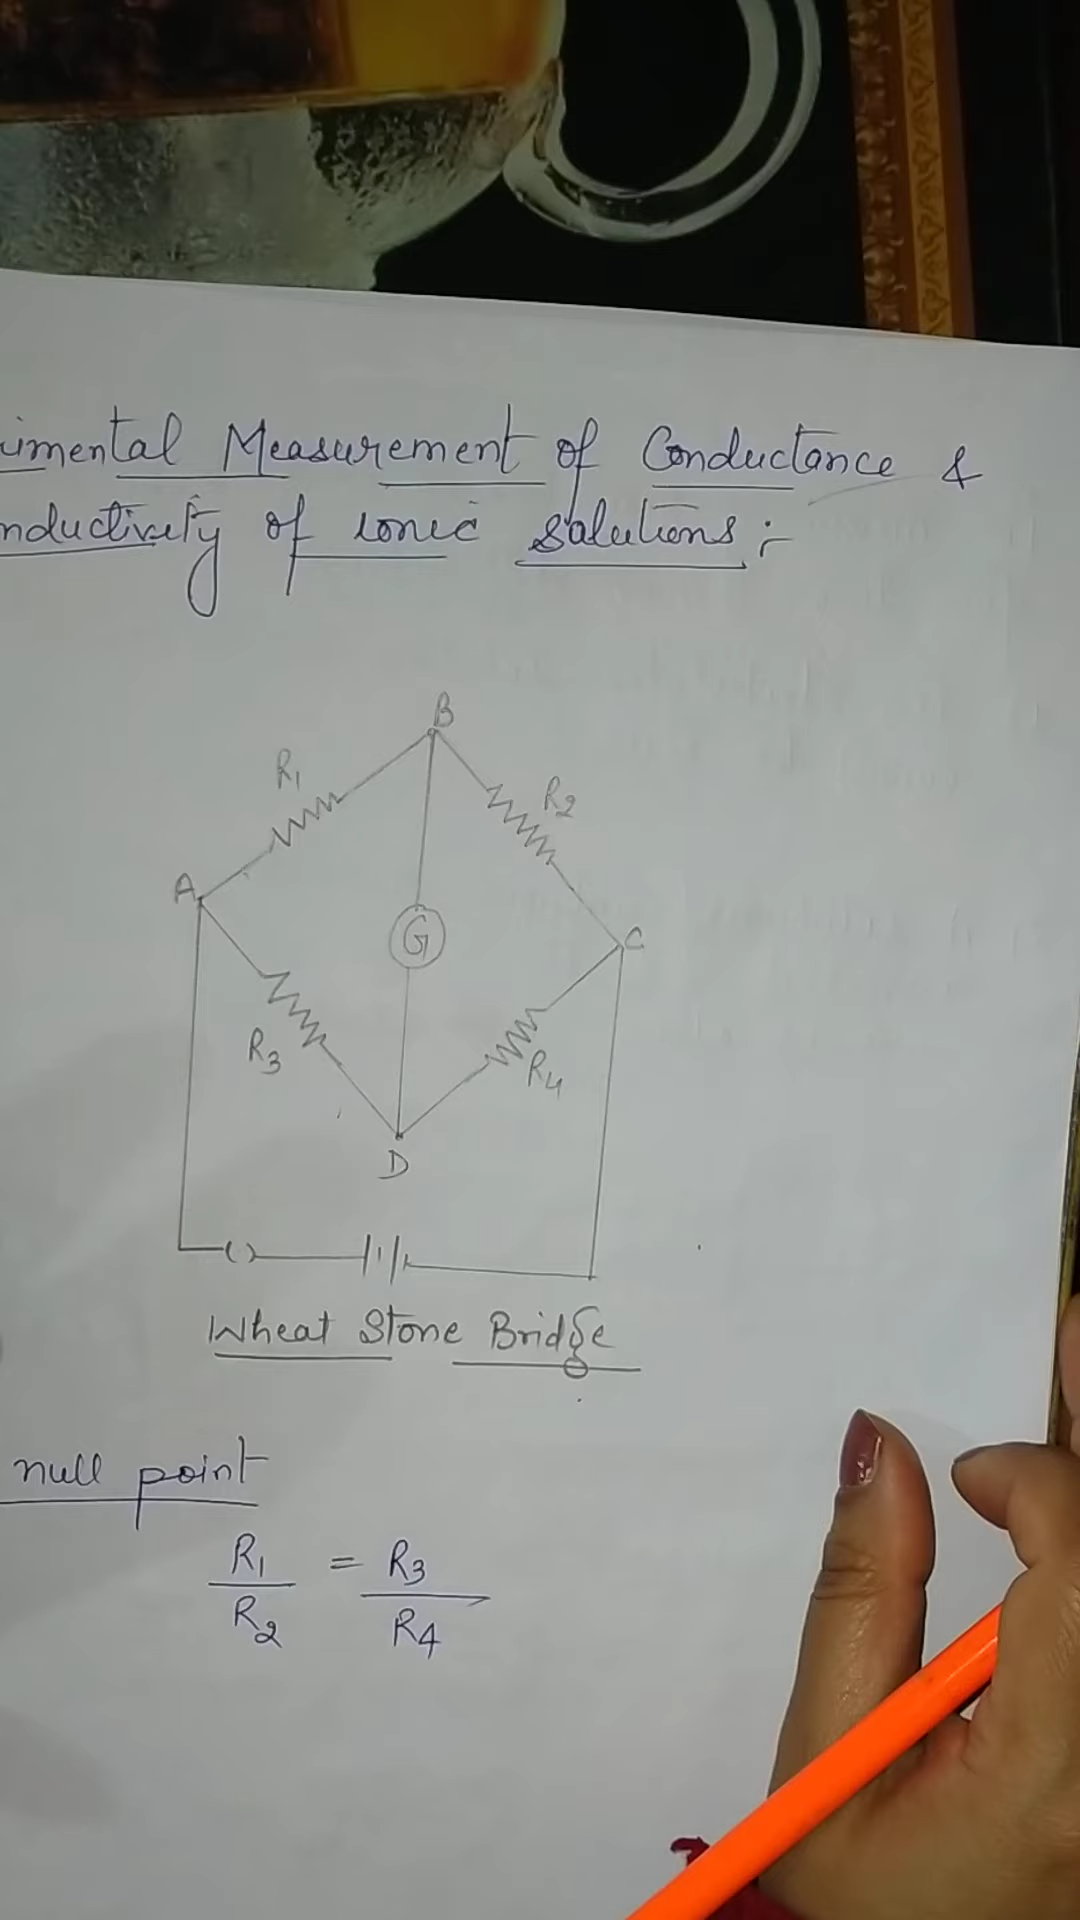 imental Measurement of Conductance &
nductivity of ionic Solutions:-
B
R1
R2
A
G
C
R3
R4
D
Wheat Stone Bridge
null point
R1 = R3
R2 R4